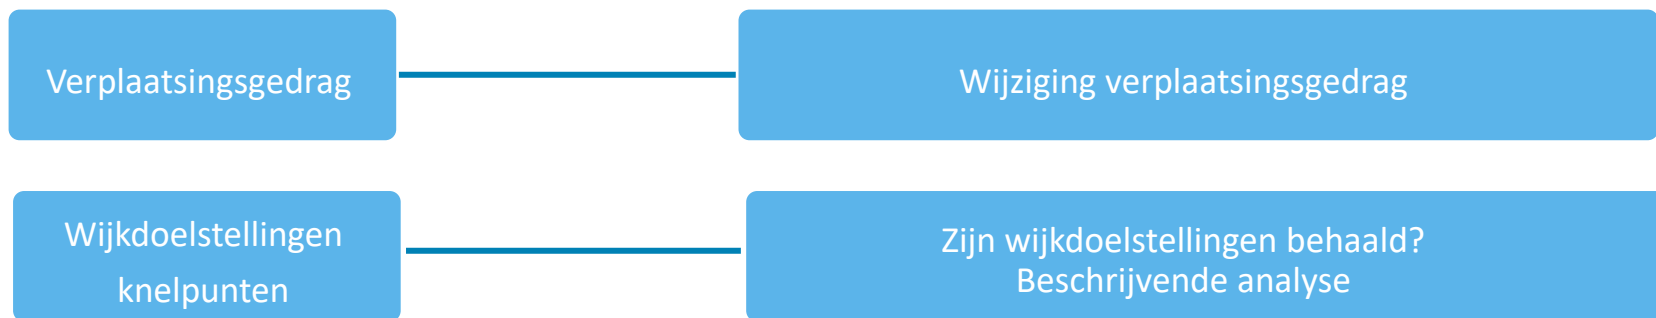 Verplaatsingsgedrag
Wijziging verplaatsingsgedrag
Wijkdoelstellingen
knelpunten
Zijn wijkdoelstellingen behaald?
Beschrijvende analyse